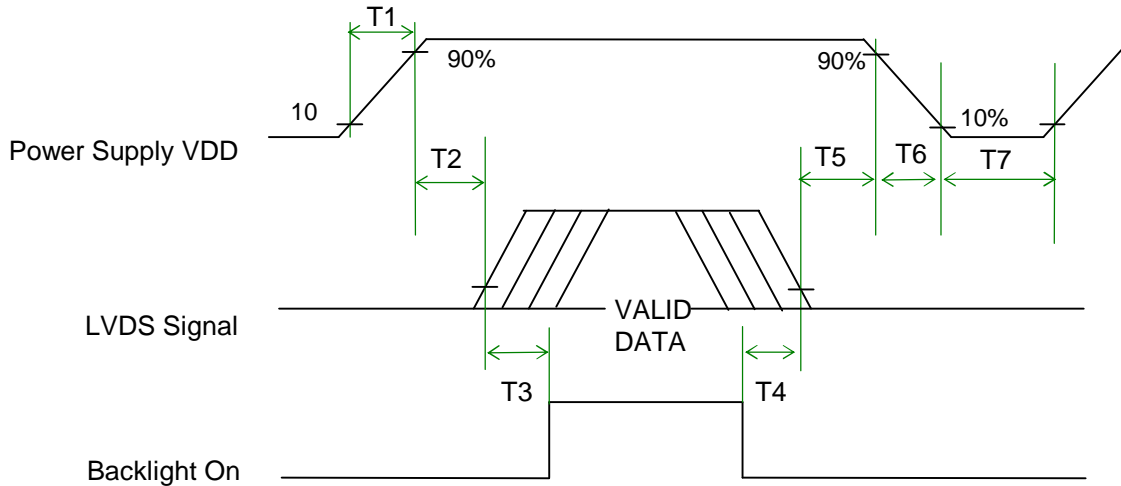 T1
90%
90%
10
10%
Power Supply VDD
T2
T5
T6
T7
VALID
DATA
LVDS Signal
T3
T4
Backlight On